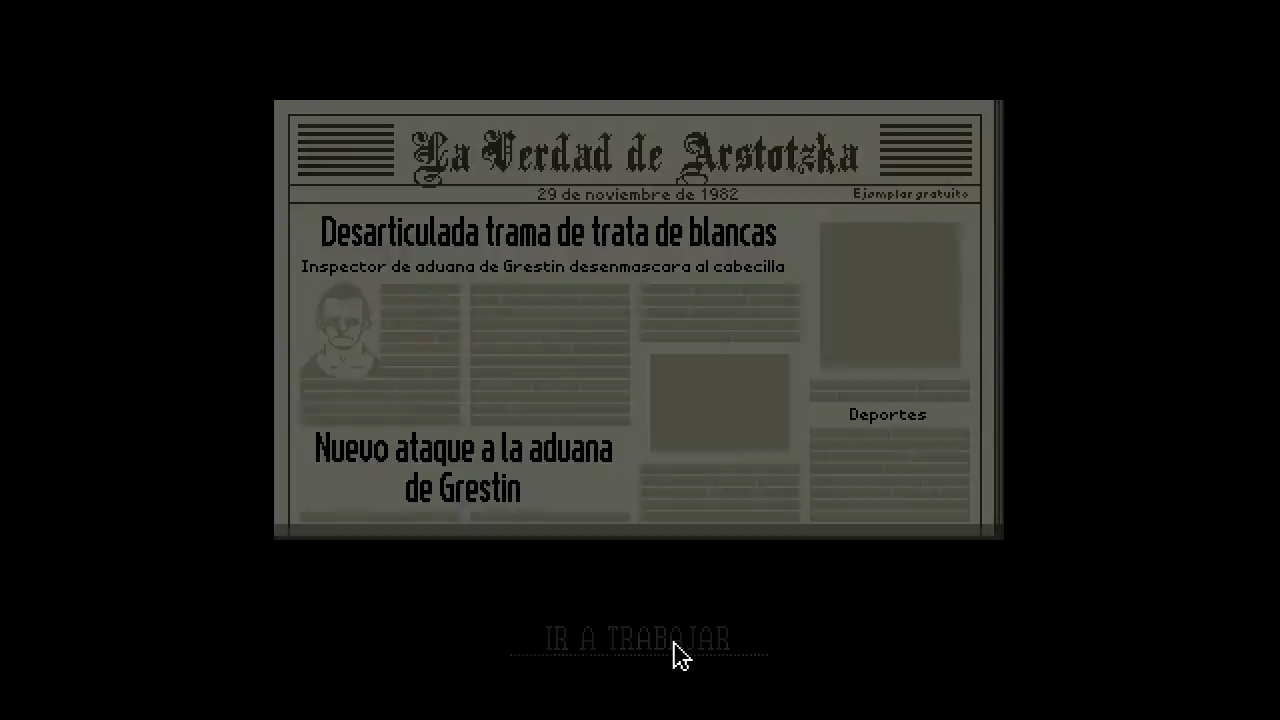 La Verdad de Arstotzka
29 de noviembre de 1982
Ejemplar gratuito
Desarticulada trama de trata de blancas
Inspector de aduana de Grestin desenmascara al cabecilla
Nuevo ataque a la aduana
de Grestin
Deportes
IR A TRABAJAR